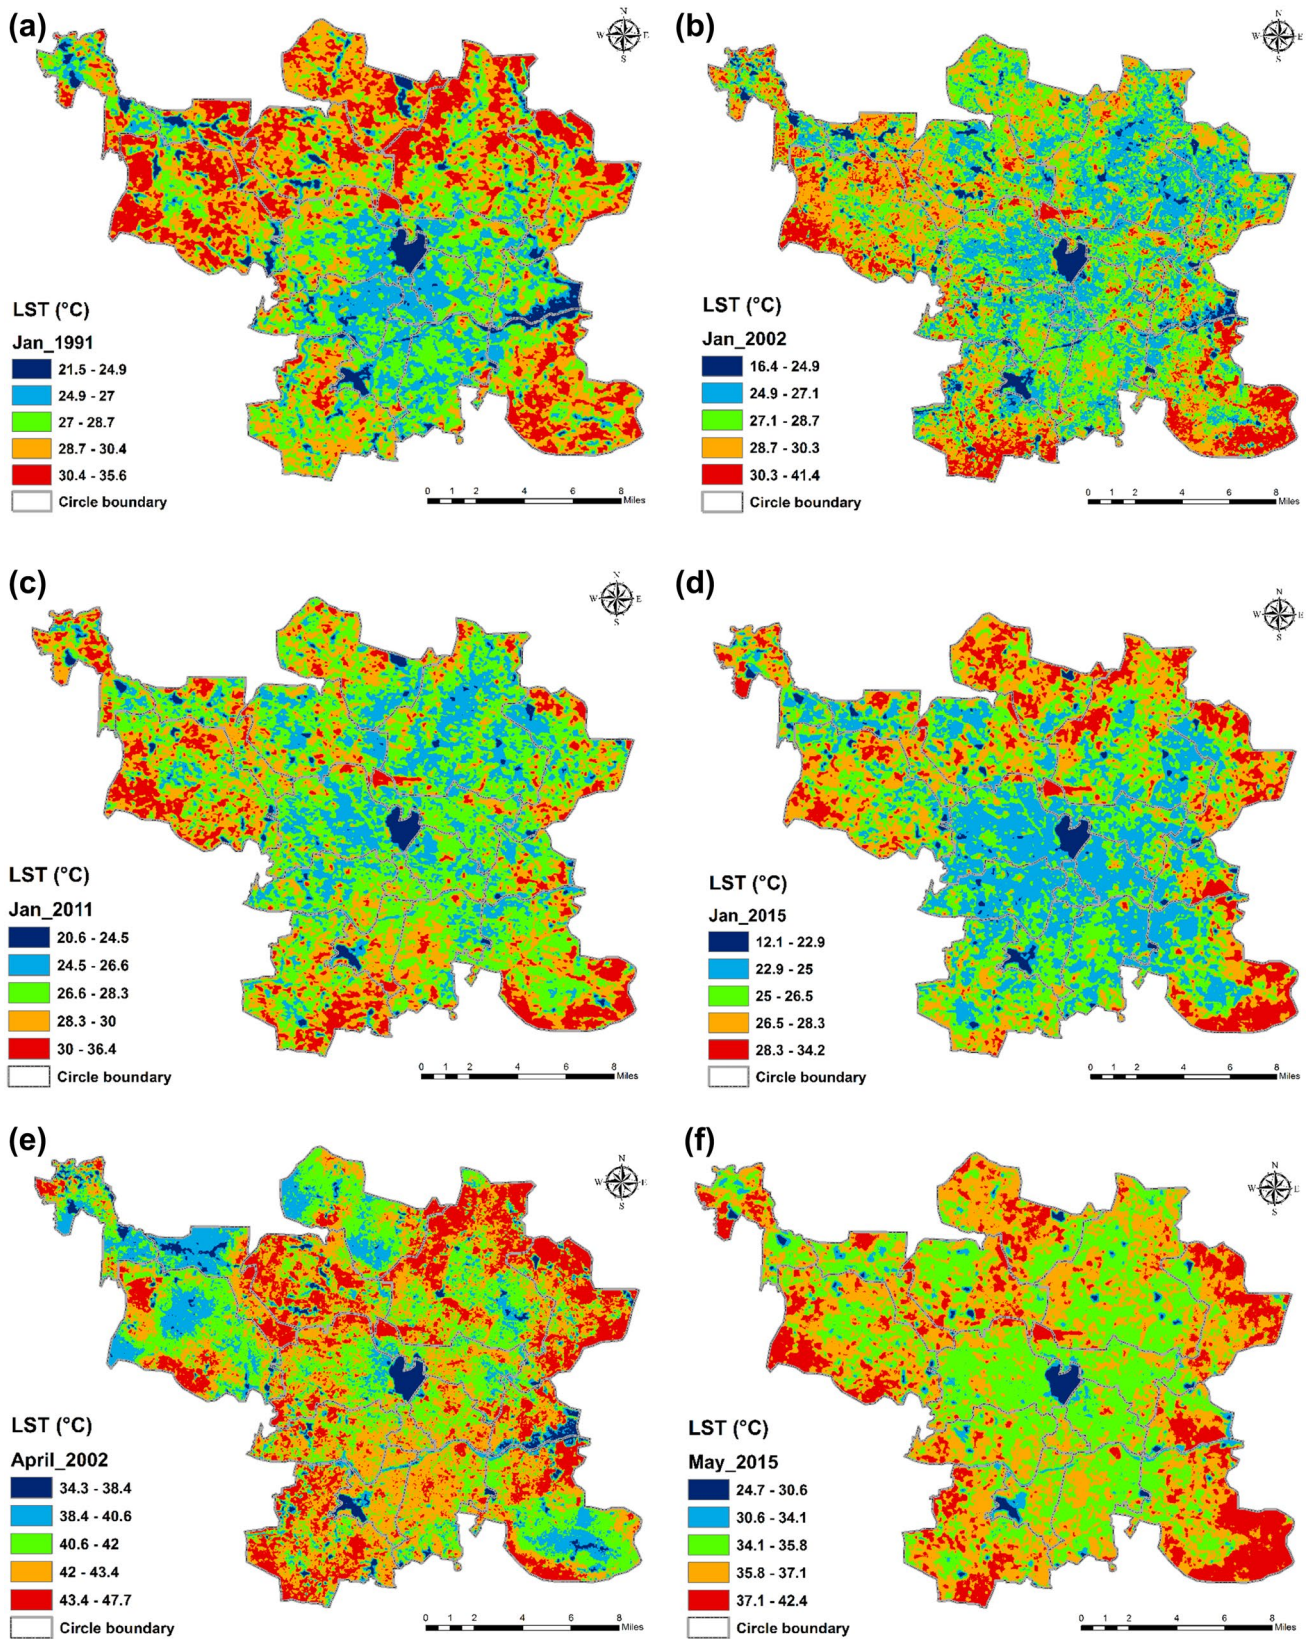 (a)
N
W E
S
LST (°C)
Jan_1991
21.5 - 24.9
24.9 - 27
27 - 28.7
28.7 - 30.4
30.4 - 35.6
Circle boundary
0 1 2 4 6 8
Miles
(b)
N
W E
S
LST (°C)
Jan_2002
16.4 - 24.9
24.9 - 27.1
27.1 - 28.7
28.7 - 30.3
30.3 - 41.4
Circle boundary
0 1 2 4 6 8
Miles
(c)
N
W E
S
LST (°C)
Jan_2011
20.6 - 24.5
24.5 - 26.6
26.6 - 28.3
28.3 - 30
30 - 36.4
Circle boundary
0 1 2 4 6 8
Miles
(d)
N
W E
S
LST (°C)
Jan_2015
12.1 - 22.9
22.9 - 25
25 - 26.5
26.5 - 28.3
28.3 - 34.2
Circle boundary
0 1 2 4 6 8
Miles
(e)
N
W E
S
LST (°C)
April_2002
34.3 - 38.4
38.4 - 40.6
40.6 - 42
42 - 43.4
43.4 - 47.7
Circle boundary
0 1 2 4 6 8
Miles
(f)
N
W E
S
LST (°C)
May_2015
24.7 - 30.6
30.6 - 34.1
34.1 - 35.8
35.8 - 37.1
37.1 - 42.4
Circle boundary
0 1 2 4 6 8
Miles